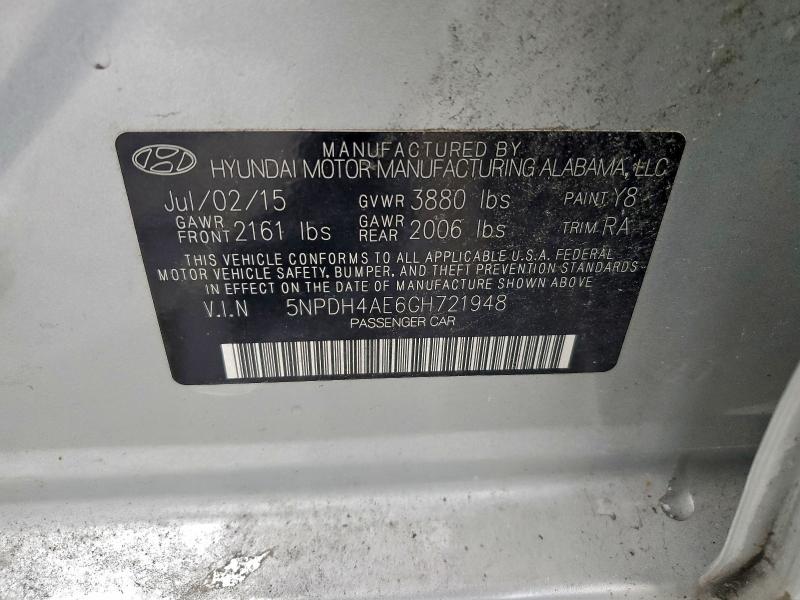 MANUFACTURED BY
HYUNDAI MOTOR MANUFACTURING ALABAMA, LLC
Jul/02/15 GVWR 3880 lbs PAINT Y8
GAWR FRONT 2161 lbs GAWR REAR 2006 lbs TRIM RA
THIS VEHICLE CONFORMS TO ALL APPLICABLE U.S.A. FEDERAL
MOTOR VEHICLE SAFETY, BUMPER, AND THEFT PREVENTION STANDARDS
IN EFFECT ON THE DATE OF MANUFACTURE SHOWN ABOVE.
V.I.N 5NPDH4AE6GH721948
PASSENGER CAR